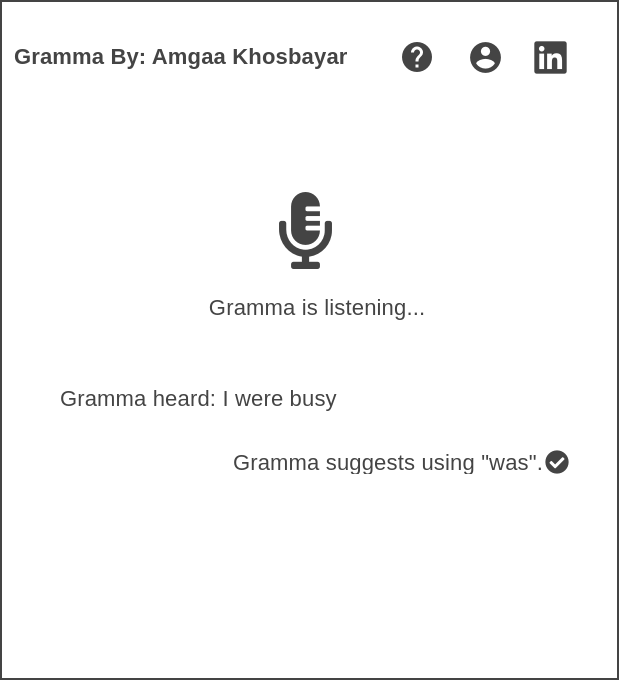 Gramma By: Amgaa Khosbayar
Gramma is listening...
Gramma heard: I were busy
Gramma suggests using "was".